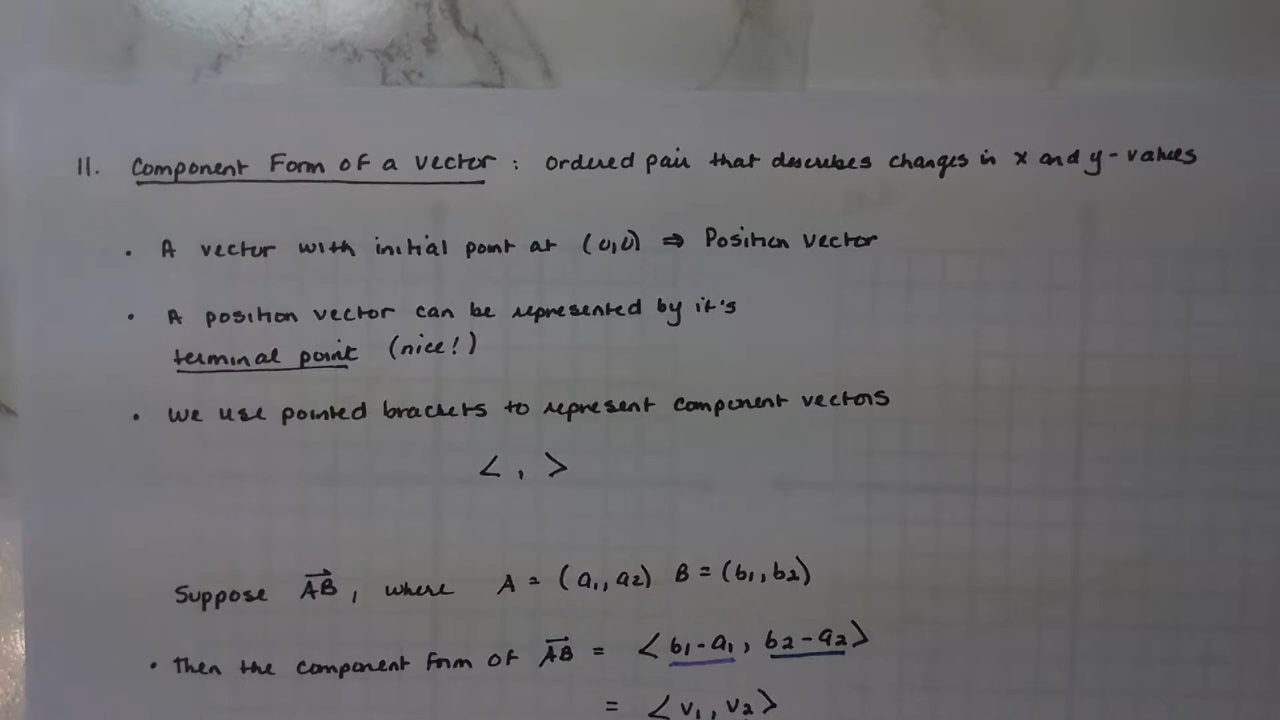 11. Component Form of a vector : ordered pair that describes changes in x and y-values
• A vector with initial point at (0,0) ⇒ Position vector
• A position vector can be represented by it's
terminal point (nice!)
• We use pointed brackets to represent component vectors
< , >
Suppose \overrightarrow{AB}, where A = (a₁, a₂) B = (b₁, b₂)
• Then the component form of \overrightarrow{AB} = <b₁-a₁, b₂-a₂>
= <v₁, v₂>